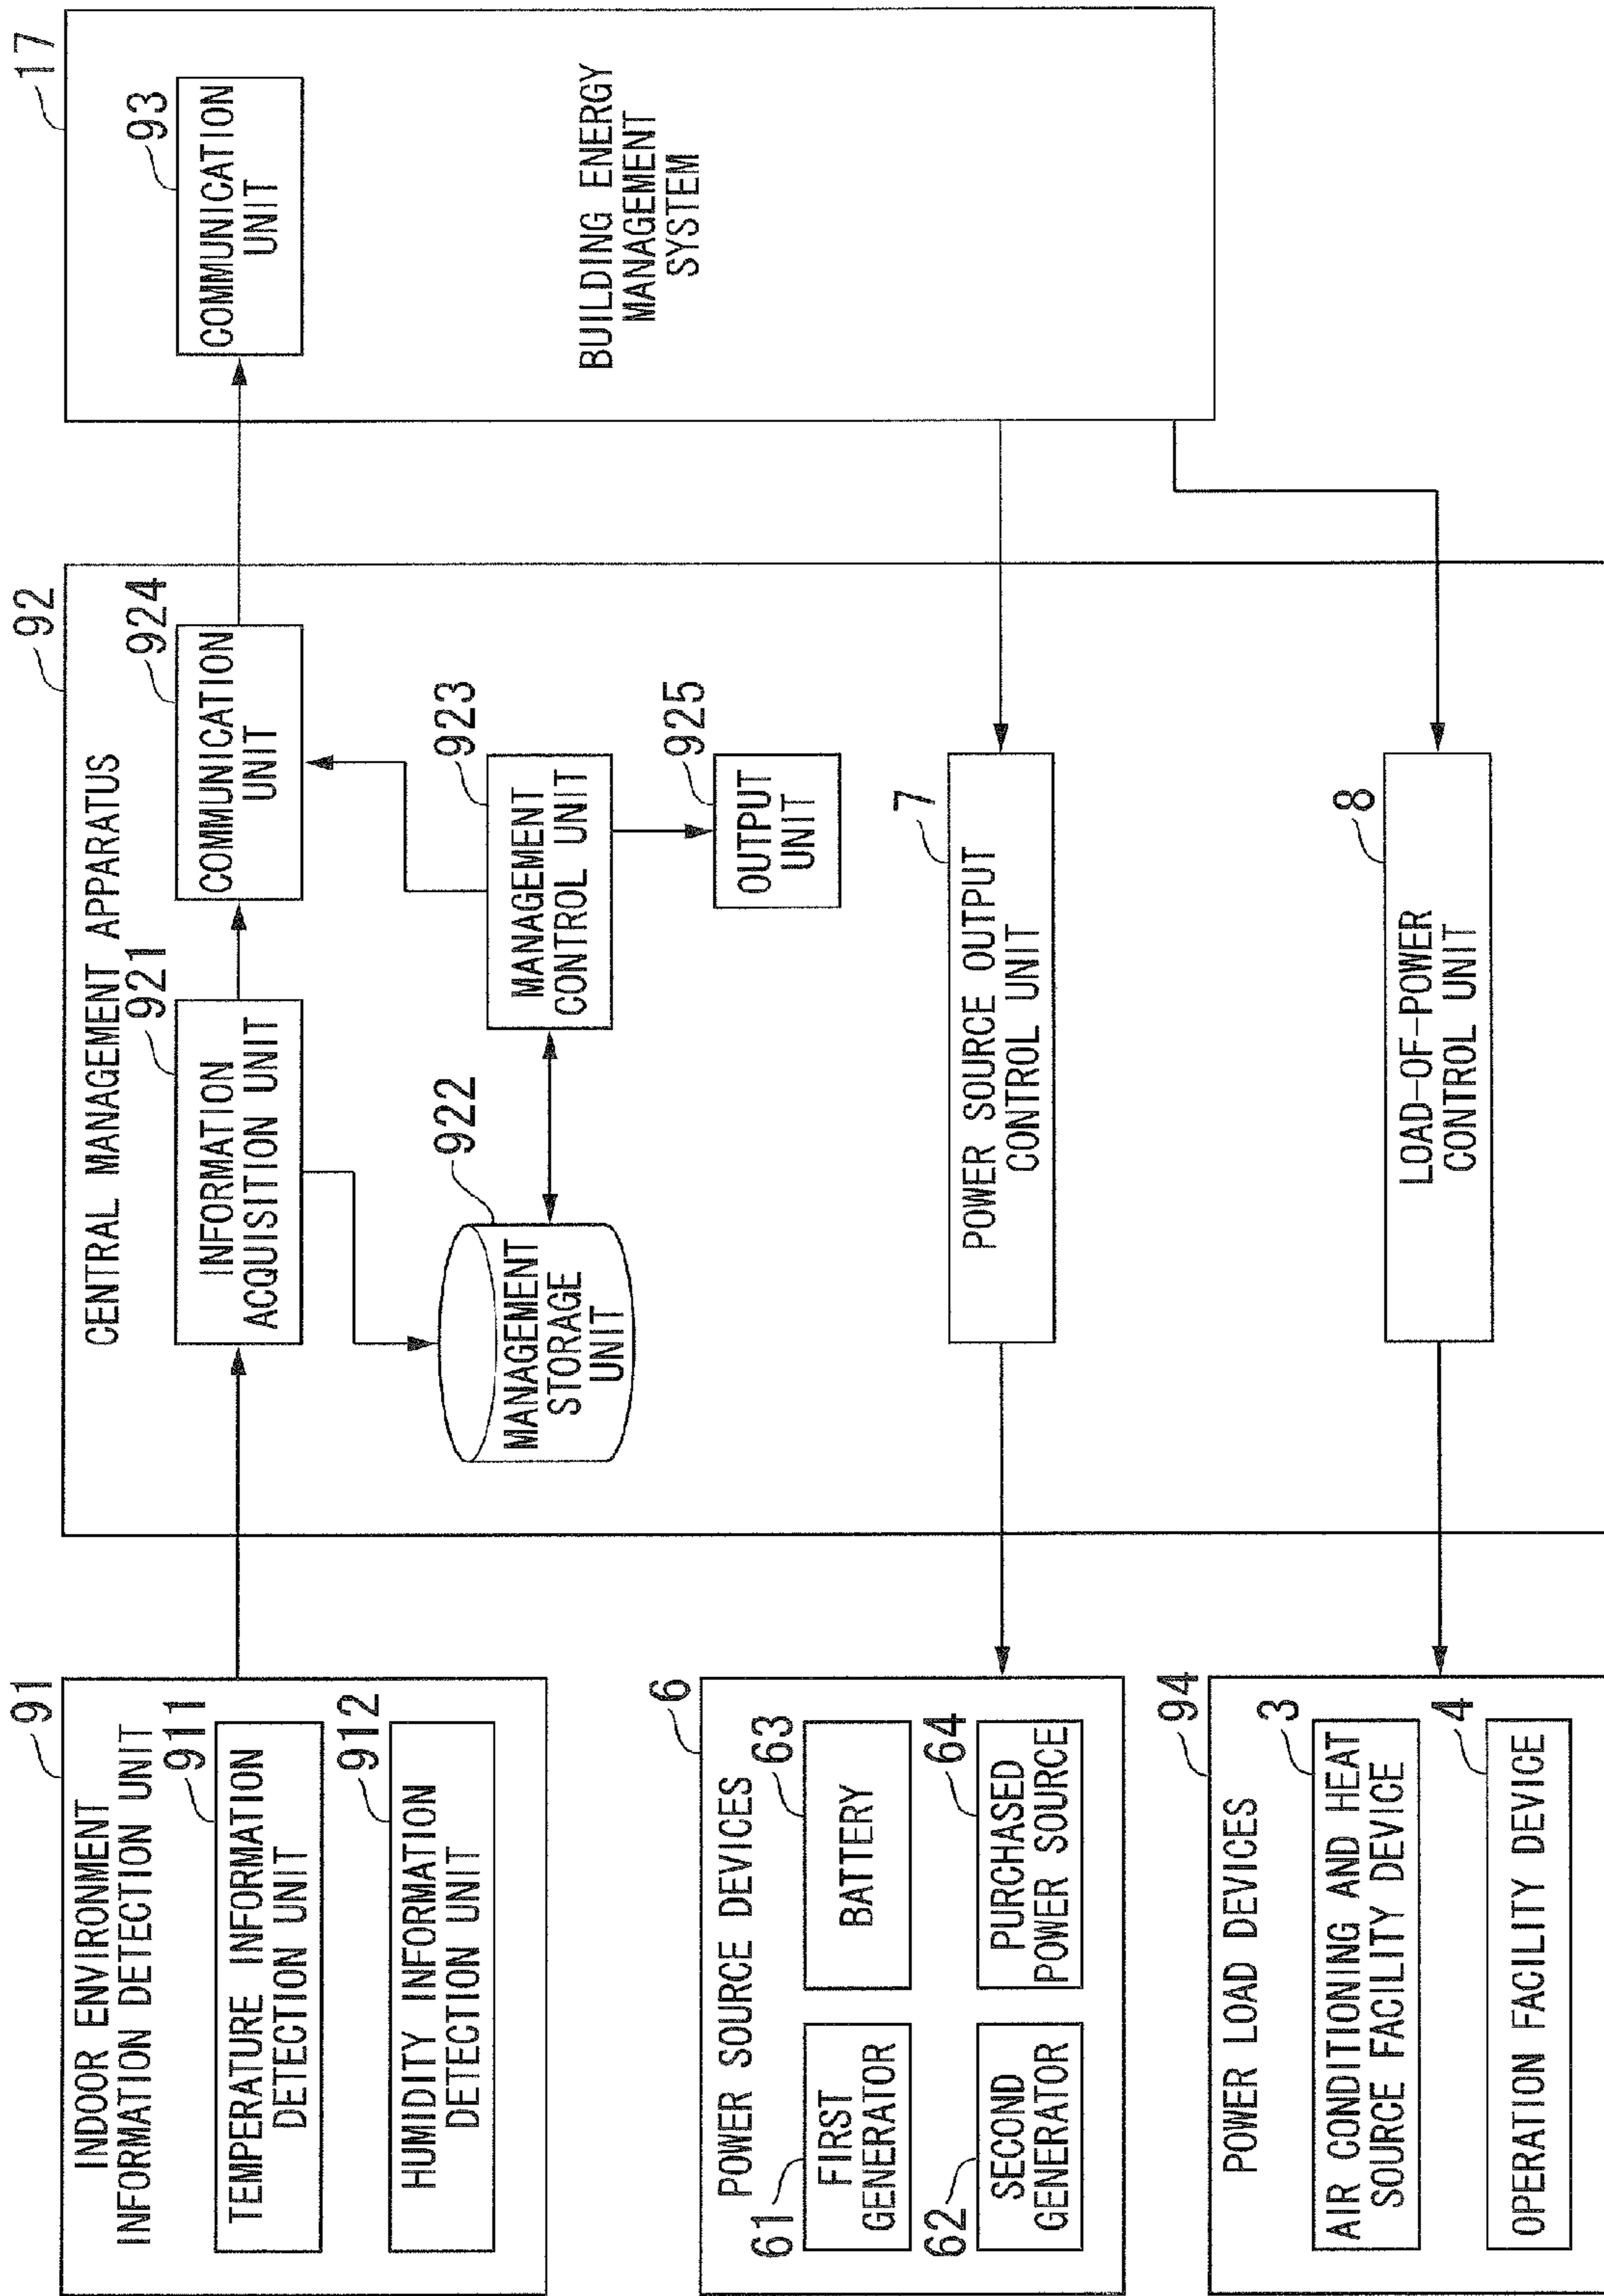 91
INDOOR ENVIRONMENT
INFORMATION DETECTION UNIT
911
TEMPERATURE INFORMATION
DETECTION UNIT
912
HUMIDITY INFORMATION
DETECTION UNIT
6
POWER SOURCE DEVICES
61
FIRST
GENERATOR
63
BATTERY
62
SECOND
GENERATOR
64
PURCHASED
POWER SOURCE
94
POWER LOAD DEVICES
3
AIR CONDITIONING AND HEAT
SOURCE FACILITY DEVICE
4
OPERATION FACILITY DEVICE
92
CENTRAL MANAGEMENT APPARATUS
921
INFORMATION
ACQUISITION UNIT
924
COMMUNICATION
UNIT
922
MANAGEMENT
STORAGE
UNIT
923
MANAGEMENT
CONTROL UNIT
925
OUTPUT
UNIT
7
POWER SOURCE OUTPUT
CONTROL UNIT
8
LOAD-OF-POWER
CONTROL UNIT
17
93
COMMUNICATION
UNIT
BUILDING ENERGY
MANAGEMENT
SYSTEM